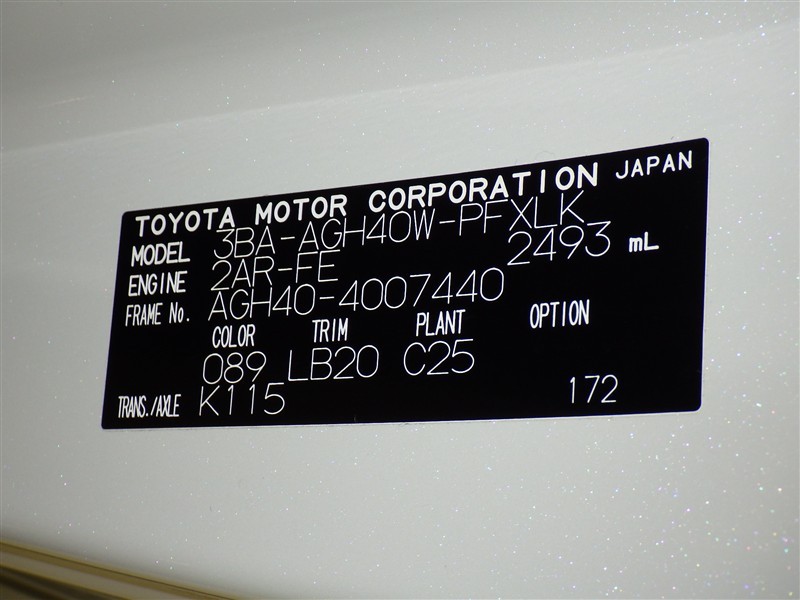 TOYOTA MOTOR CORPORATION JAPAN
MODEL 3BA-AGH40W-PFXLK
ENGINE 2AR-FE 2493 mL
FRAME No. AGH40-4007440
COLOR TRIM PLANT OPTION
089 LB20 C25
TRANS./AXLE K115 172